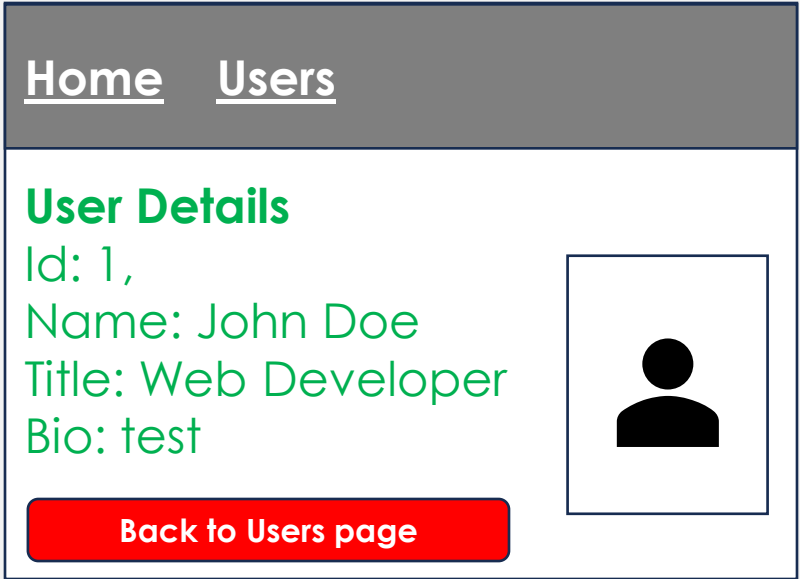 Home Users
User Details
Id: 1,
Name: John Doe
Title: Web Developer
Bio: test
Back to Users page